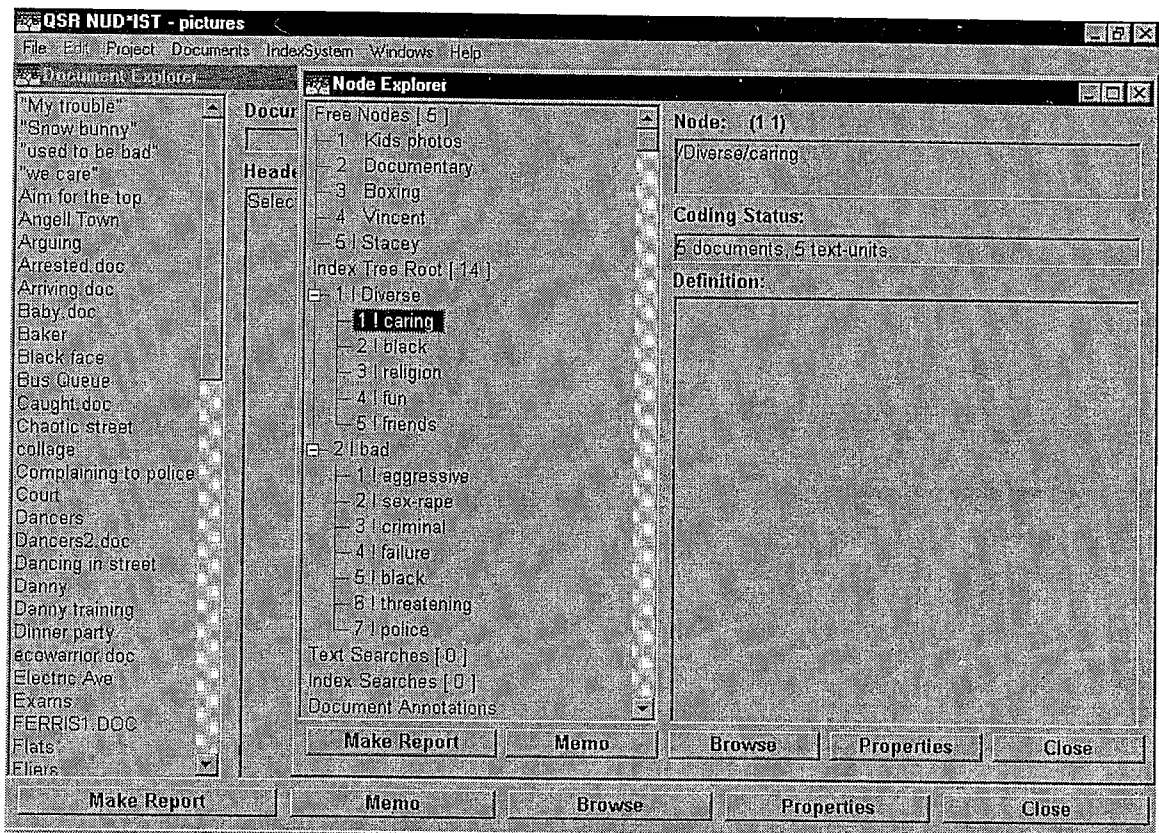 QSR NUD*IST - pictures
File Edit Project Documents IndexSystem Windows Help
Document Explorer
"My trouble"
"Snow bunny"
"used to be bad"
"we care"
Aim for the top
Angell Town
Arguing
Arrested.doc
Arriving.doc
Baby.doc
Baker
Black face
Bus Queue
Caught.doc
Chaotic street
collage
Complaining to police
Court
Dancers
Dancers2.doc
Dancing in street
Danny
Danny training
Dinner party
ecowarrior.doc
Electric Ave
Exams
FERRIS1.DOC
Flats
Fliers
Docur
Heade
Selec
Node Explorer
Free Nodes [ 5 ]
1 Kids photos
2 Documentary
3 Boxing
4 Vincent
5 ! Stacey
Index Tree Root [ 14 ]
1 ! Diverse
1 ! caring
2 ! black
3 ! religion
4 ! fun
5 ! friends
2 ! bad
1 ! aggressive
2 ! sex-rape
3 ! criminal
4 ! failure
5 ! black
6 ! threatening
7 ! police
Text Searches [ 0 ]
Index Searches [ 0 ]
Document Annotations
Node: (1 1)
/Diverse/caring
Coding Status:
5 documents, 5 text-units.
Definition:
Make Report Memo Browse Properties Close
Make Report Memo Browse Properties Close